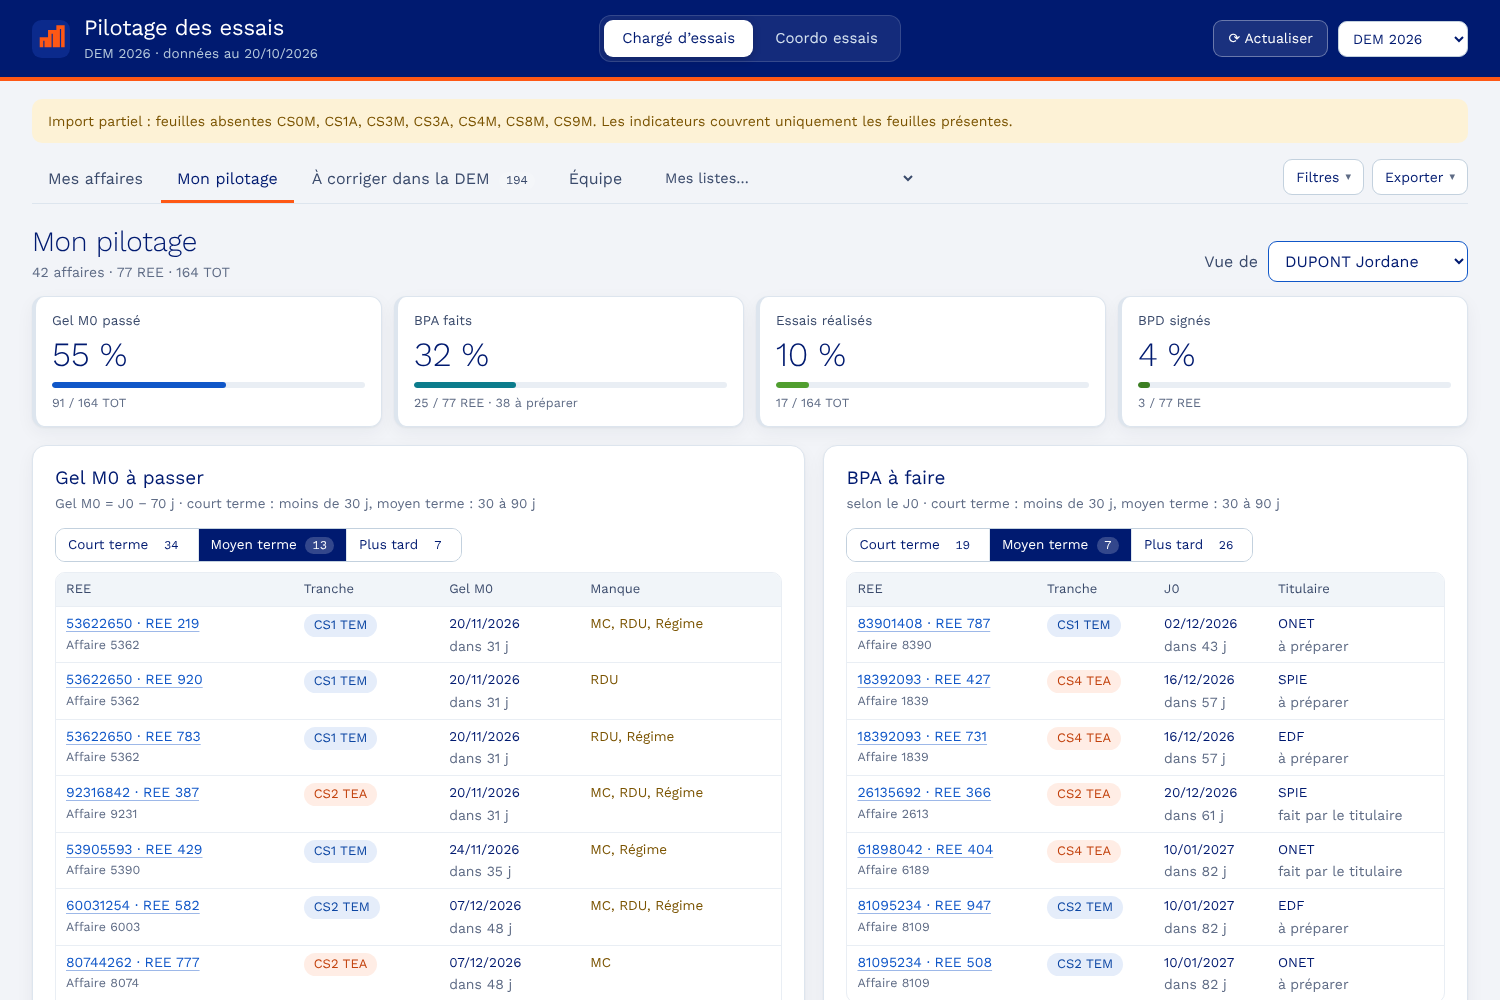 Pilotage des essais
DEM 2026 · données au 20/10/2026
Chargé d’essais
Coordo essais
⟳ Actualiser
DEM 2026
Import partiel : feuilles absentes CS0M, CS1A, CS3M, CS3A, CS4M, CS8M, CS9M. Les indicateurs couvrent uniquement les feuilles présentes.
Mes affaires
Mon pilotage
À corriger dans la DEM 194
Équipe
Mes listes…
Filtres ▾
Exporter ▾
Mon pilotage
42 affaires · 77 REE · 164 TOT
Vue de
DUPONT Jordane
Gel M0 passé
55 %
91 / 164 TOT
BPA faits
32 %
25 / 77 REE · 38 à préparer
Essais réalisés
10 %
17 / 164 TOT
BPD signés
4 %
3 / 77 REE
Gel M0 à passer
Gel M0 = J0 − 70 j · court terme : moins de 30 j, moyen terme : 30 à 90 j
Court terme 34
Moyen terme 13
Plus tard 7
REE Tranche Gel M0 Manque
53622650 · REE 219 CS1 TEM 20/11/2026 MC, RDU, Régime
Affaire 5362 dans 31 j
53622650 · REE 920 CS1 TEM 20/11/2026 RDU
Affaire 5362 dans 31 j
53622650 · REE 783 CS1 TEM 20/11/2026 RDU, Régime
Affaire 5362 dans 31 j
92316842 · REE 387 CS2 TEA 20/11/2026 MC, RDU, Régime
Affaire 9231 dans 31 j
53905593 · REE 429 CS1 TEM 24/11/2026 MC, Régime
Affaire 5390 dans 35 j
60031254 · REE 582 CS2 TEM 07/12/2026 MC, RDU, Régime
Affaire 6003 dans 48 j
80744262 · REE 777 CS2 TEA 07/12/2026 MC
Affaire 8074 dans 48 j
BPA à faire
selon le J0 · court terme : moins de 30 j, moyen terme : 30 à 90 j
Court terme 19
Moyen terme 7
Plus tard 26
REE Tranche J0 Titulaire
83901408 · REE 787 CS1 TEM 02/12/2026 ONET
Affaire 8390 dans 43 j à préparer
18392093 · REE 427 CS4 TEA 16/12/2026 SPIE
Affaire 1839 dans 57 j à préparer
18392093 · REE 731 CS4 TEA 16/12/2026 EDF
Affaire 1839 dans 57 j à préparer
26135692 · REE 366 CS2 TEA 20/12/2026 SPIE
Affaire 2613 dans 61 j fait par le titulaire
61898042 · REE 404 CS4 TEA 10/01/2027 ONET
Affaire 6189 dans 82 j fait par le titulaire
81095234 · REE 947 CS2 TEM 10/01/2027 EDF
Affaire 8109 dans 82 j à préparer
81095234 · REE 508 CS2 TEM 10/01/2027 ONET
Affaire 8109 dans 82 j à préparer